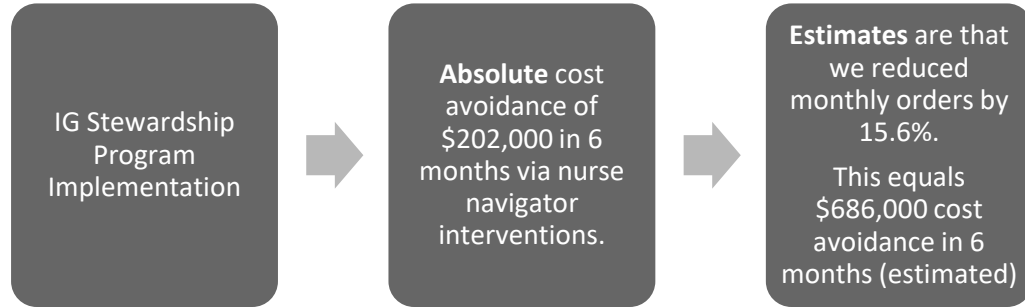 IG Stewardship
Program
Implementation
Absolute cost
avoidance of
$202,000 in 6
months via nurse
navigator
interventions.
Estimates are that
we reduced
monthly orders by
15.6%.
This equals
$686,000 cost
avoidance in 6
months (estimated)